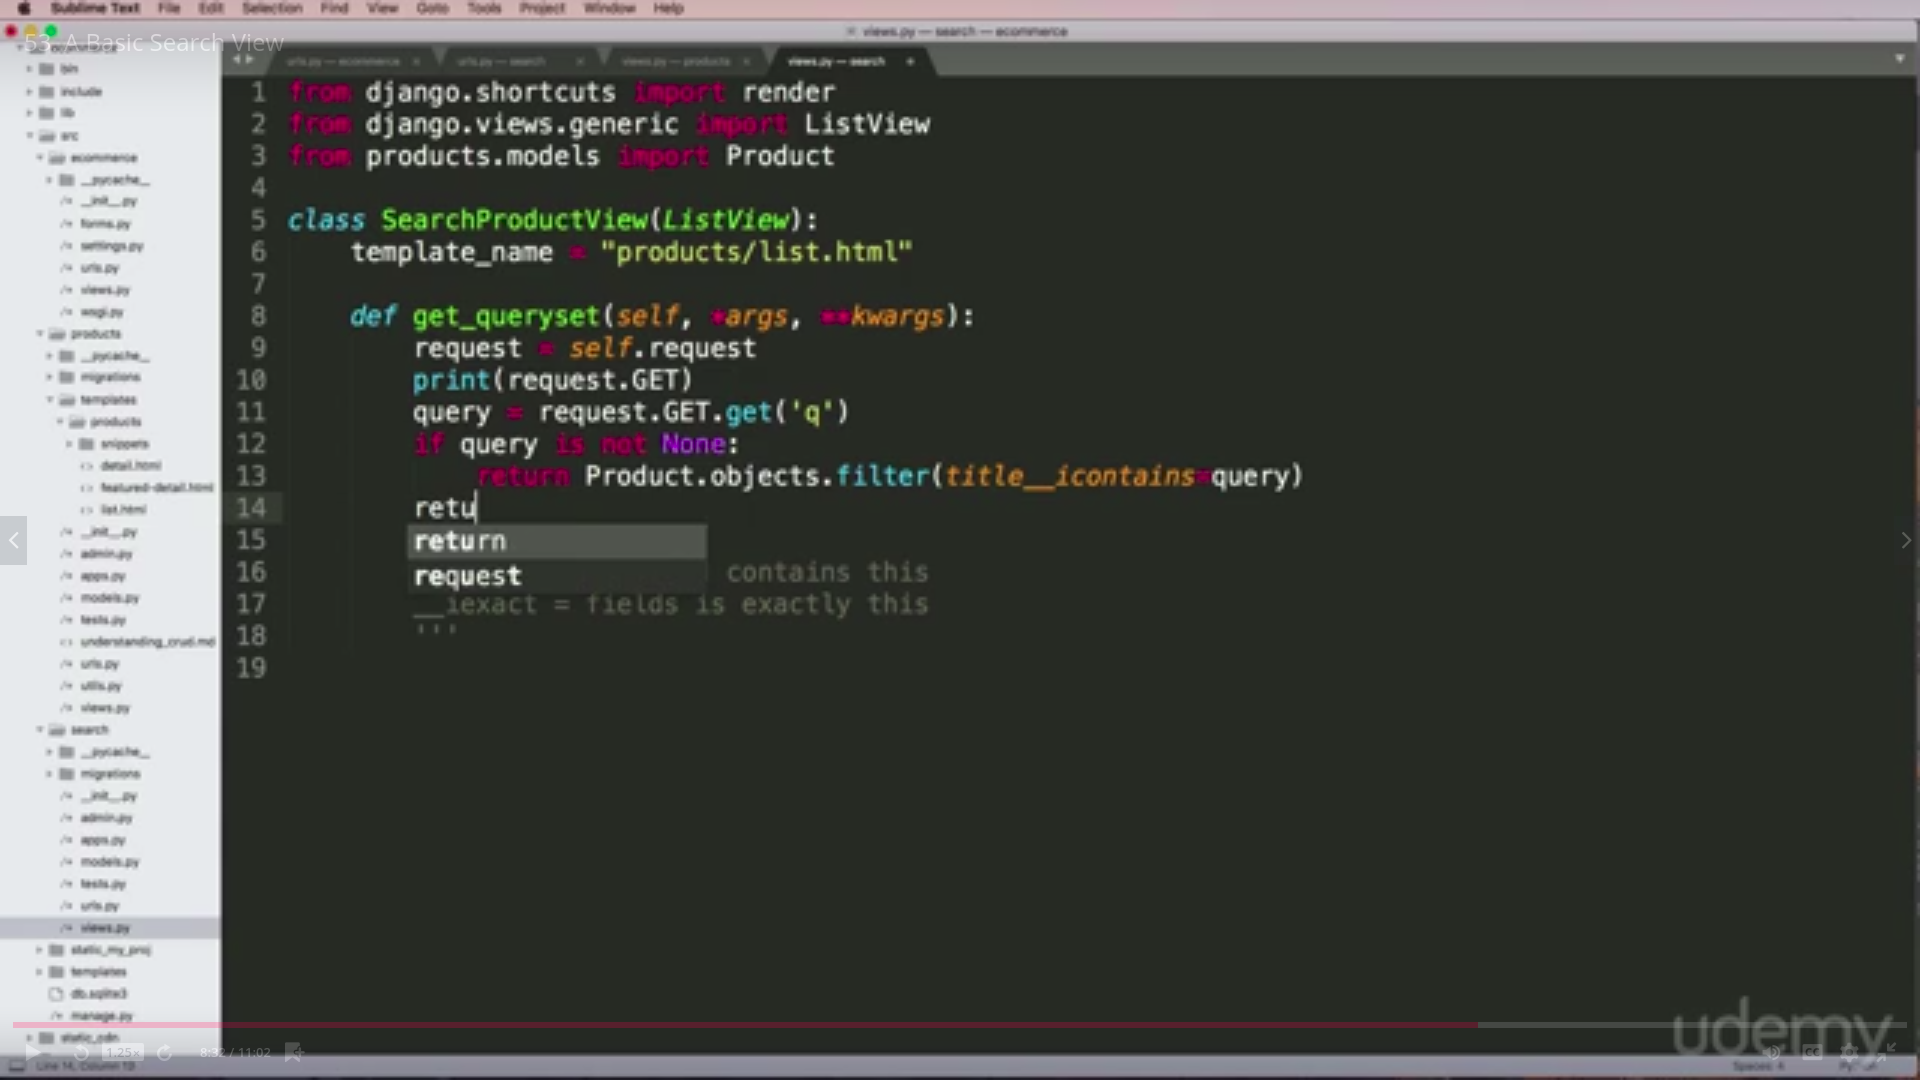 Sublime Text File Edit Selection Find View Goto Tools Project Window Help
53. A Basic Search View
views.py — search — ecommerce
urls.py — ecommerce
urls.py — search
views.py — products
views.py — search
bin
include
lib
src
ecommerce
__pycache__
__init__.py
forms.py
settings.py
urls.py
views.py
wsgi.py
products
__pycache__
migrations
templates
products
snippets
detail.html
featured-detail.html
list.html
__init__.py
admin.py
apps.py
models.py
tests.py
understanding_crud.md
urls.py
utils.py
views.py
search
__pycache__
migrations
__init__.py
admin.py
apps.py
models.py
tests.py
urls.py
views.py
static_my_proj
templates
db.sqlite3
manage.py
static_cdn
1 from django.shortcuts import render
2 from django.views.generic import ListView
3 from products.models import Product
4
5 class SearchProductView(ListView):
6 template_name = "products/list.html"
7
8 def get_queryset(self, *args, **kwargs):
9 request = self.request
10 print(request.GET)
11 query = request.GET.get('q')
12 if query is not None:
13 return Product.objects.filter(title__icontains=query)
14 retu
15 return
16 request contains this
17 __iexact = fields is exactly this
18 '''
19
udemy
1.25x 8:32 / 11:02
Line 14, Column 13
Spaces: 4